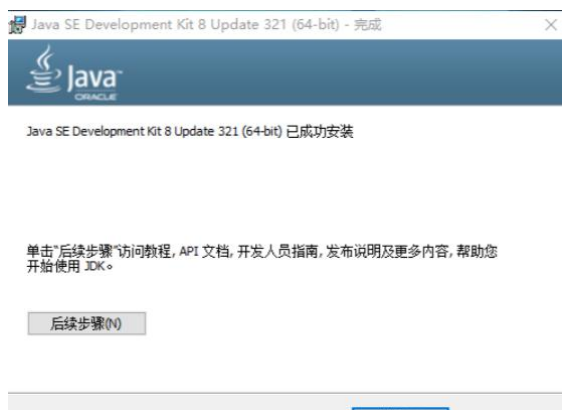 Java SE Development Kit 8 Update 321 (64-bit) - 完成
Java
ORACLE
Java SE Development Kit 8 Update 321 (64-bit) 已成功安装
单击"后续步骤"访问教程, API 文档, 开发人员指南, 发布说明及更多内容, 帮助您
开始使用 JDK。
后续步骤(N)